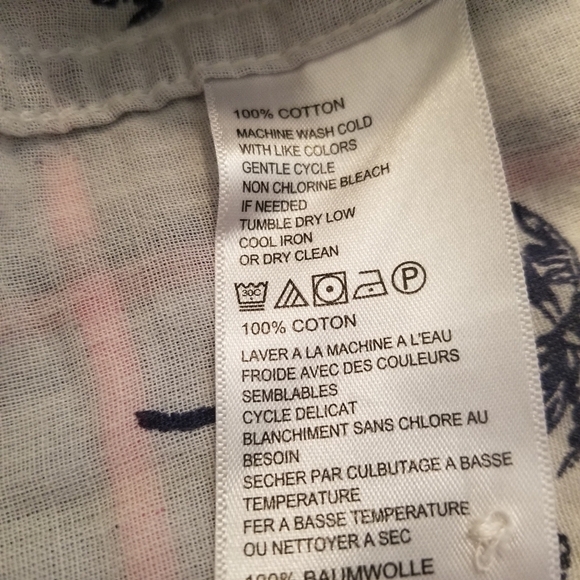 100% COTTON
MACHINE WASH COLD
WITH LIKE COLORS
GENTLE CYCLE
NON CHLORINE BLEACH
IF NEEDED
TUMBLE DRY LOW
COOL IRON
OR DRY CLEAN
30C P
100% COTON
LAVER A LA MACHINE A L'EAU
FROIDE AVEC DES COULEURS
SEMBLABLES
CYCLE DELICAT
BLANCHIMENT SANS CHLORE AU
BESOIN
SECHER PAR CULBUTAGE A BASSE
TEMPERATURE
FER A BASSE TEMPERATURE
OU NETTOYER A SEC
100% BAUMWOLLE